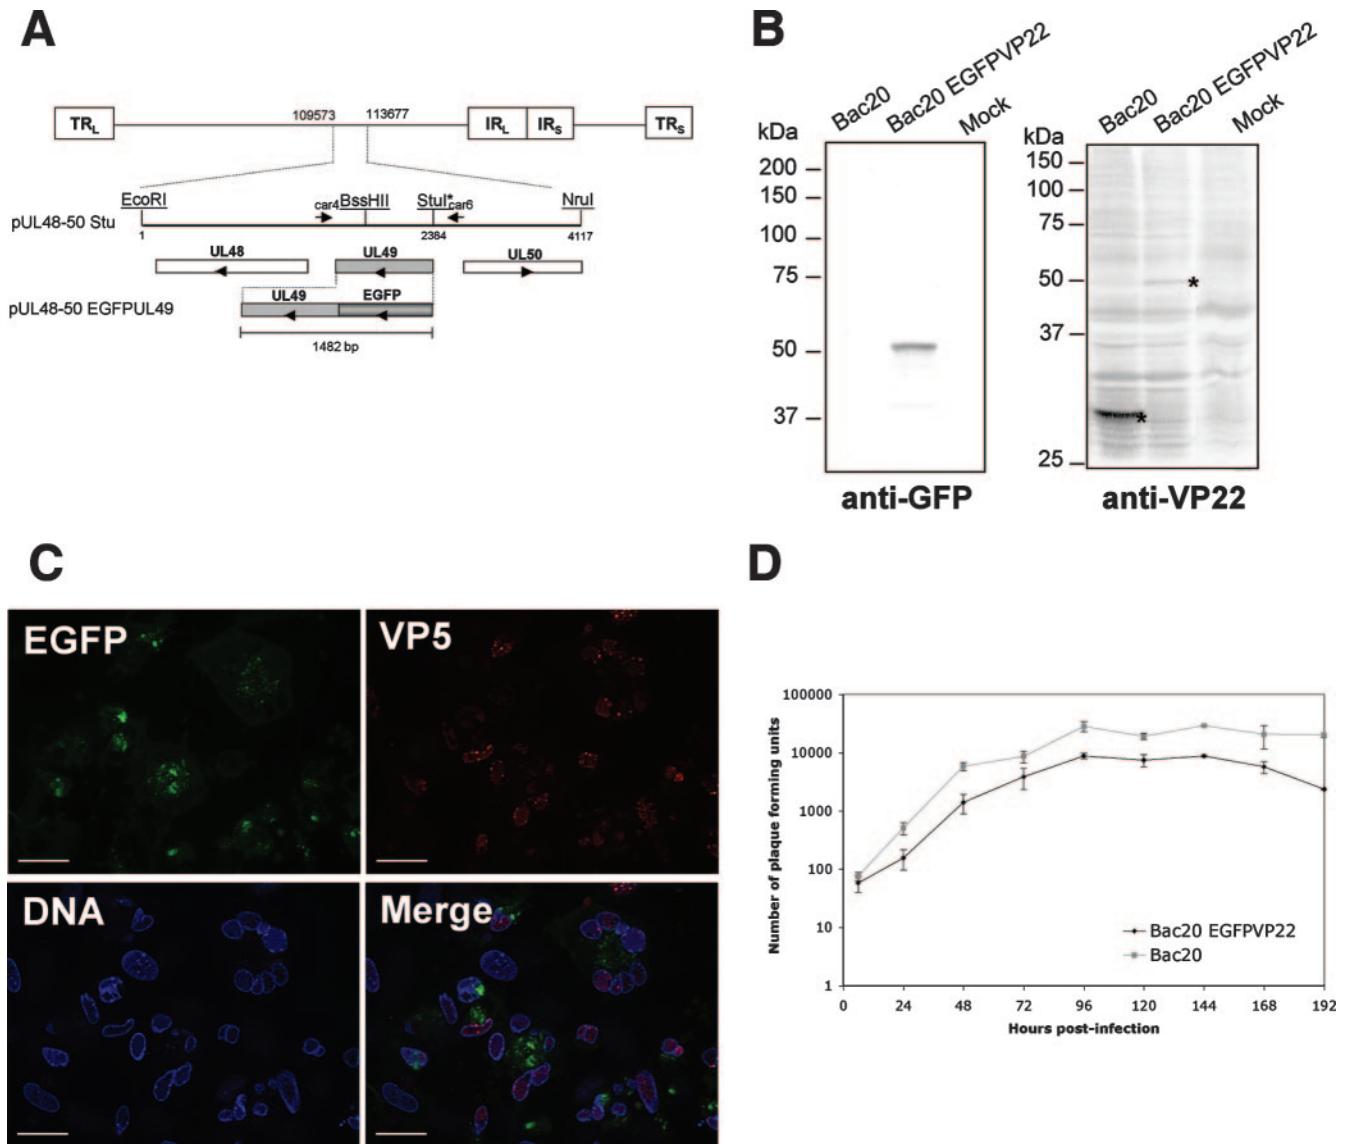 A
109573
113677
TRL
IRL
IRS
TRS
EcoRI
car4
BssHII
StuI*
car6
NruI
pUL48-50 Stu
1
2384
4117
UL48
UL49
UL50
pUL48-50 EGFPUL49
UL49
EGFP
1482 bp
B
Bac20
Bac20 EGFPVP22
Mock
kDa
200
150
100
75
50
37
anti-GFP
Bac20
Bac20 EGFPVP22
Mock
kDa
150
100
75
50
*
37
*
25
anti-VP22
C
EGFP
VP5
DNA
Merge
D
Number of plaque forming units
100000
10000
1000
100
10
1
Bac20 EGFPVP22
Bac20
0 24 48 72 96 120 144 168 192
Hours post-infection